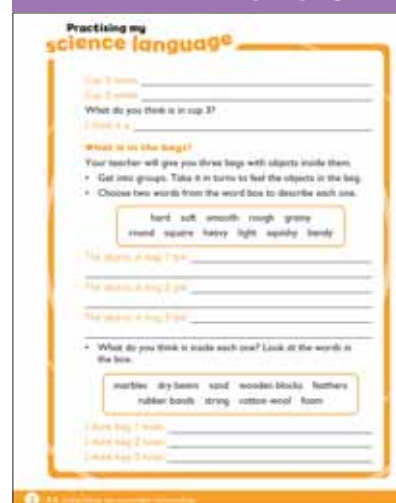 Practising my
science language
Cup 2
Cup 3
What do you think is in cup 3?
I think it is
What is in the bags?
Your teacher will give you three bags with objects inside them.
• Get into groups. Take it in turns to feel the objects in the bag.
• Choose two words from the word box to describe each one.
hard soft smooth rough grainy
round square heavy light squishy bendy
The objects in bag 1 are
The objects in bag 2 are
The objects in bag 3 are
• What do you think is inside each one? Look at the words in
the box.
marbles dry beans sand wooden blocks feathers
rubber bands string cotton wool foam
I think bag 1 holds
I think bag 2 holds
I think bag 3 holds
2